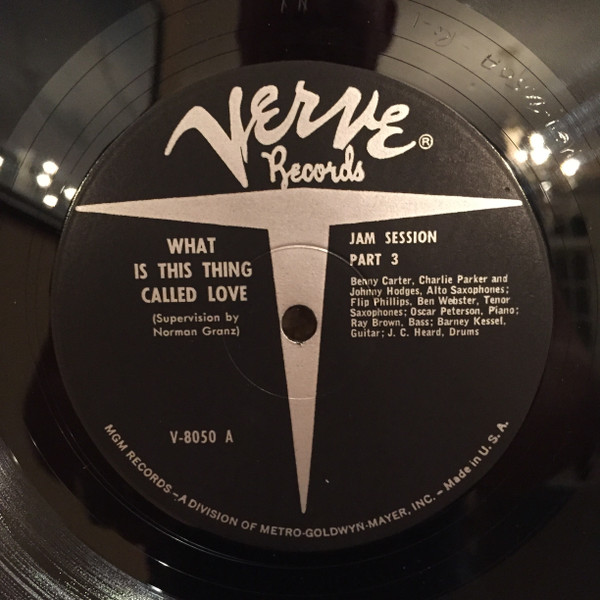 Verve®
Records
WHAT
IS THIS THING
CALLED LOVE
(Supervision by
Norman Granz)
JAM SESSION
PART 3
Benny Carter, Charlie Parker and
Johnny Hodges, Alto Saxophones;
Flip Phillips, Ben Webster, Tenor
Saxophones; Oscar Peterson, Piano;
Ray Brown, Bass; Barney Kessel,
Guitar; J. C. Heard, Drums
V-8050 A
MGM RECORDS—A DIVISION OF METRO-GOLDWYN-MAYER, INC.—Made in U.S.A.